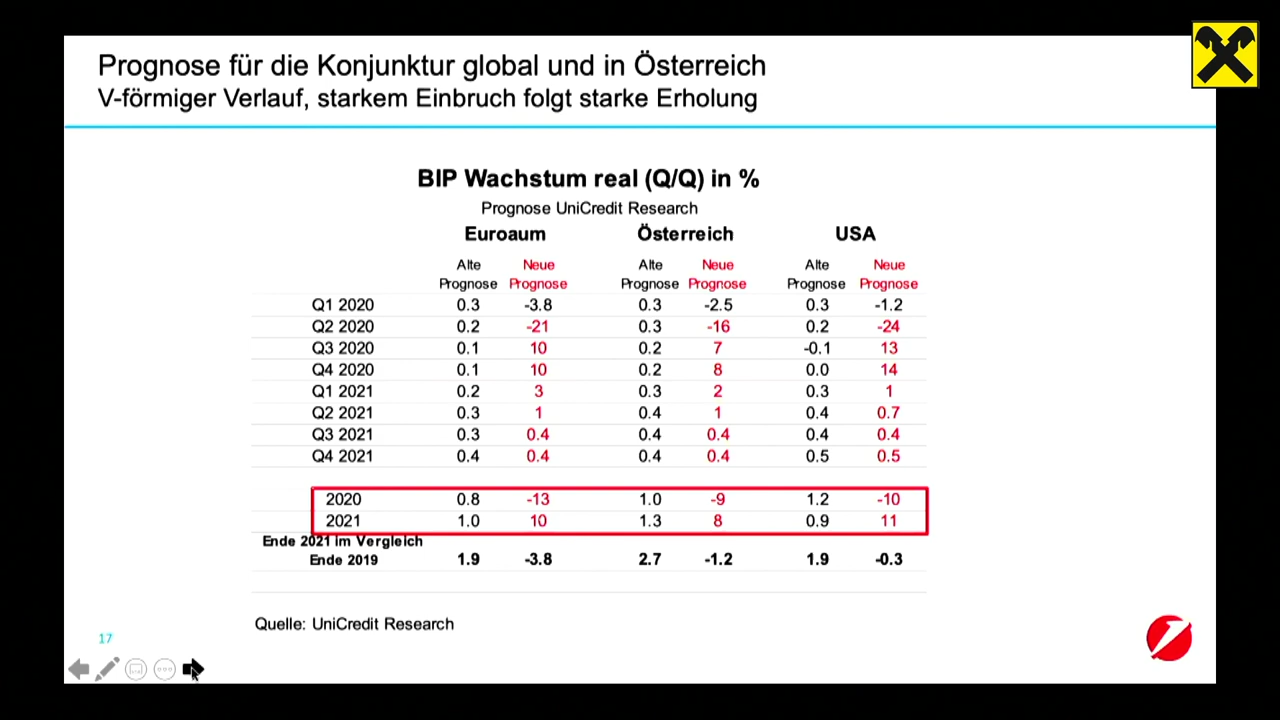 Prognose für die Konjunktur global und in Österreich
V-förmiger Verlauf, starkem Einbruch folgt starke Erholung
BIP Wachstum real (Q/Q) in %
Prognose UniCredit Research
Euroaum Österreich USA
Alte Neue Alte Neue Alte Neue
Prognose Prognose Prognose Prognose Prognose Prognose
Q1 2020 0.3 -3.8 0.3 -2.5 0.3 -1.2
Q2 2020 0.2 -21 0.3 -16 0.2 -24
Q3 2020 0.1 10 0.2 7 -0.1 13
Q4 2020 0.1 10 0.2 8 0.0 14
Q1 2021 0.2 3 0.3 2 0.3 1
Q2 2021 0.3 1 0.4 1 0.4 0.7
Q3 2021 0.3 0.4 0.4 0.4 0.4 0.4
Q4 2021 0.4 0.4 0.4 0.4 0.5 0.5
2020 0.8 -13 1.0 -9 1.2 -10
2021 1.0 10 1.3 8 0.9 11
Ende 2021 im Vergleich
Ende 2019 1.9 -3.8 2.7 -1.2 1.9 -0.3
Quelle: UniCredit Research
17